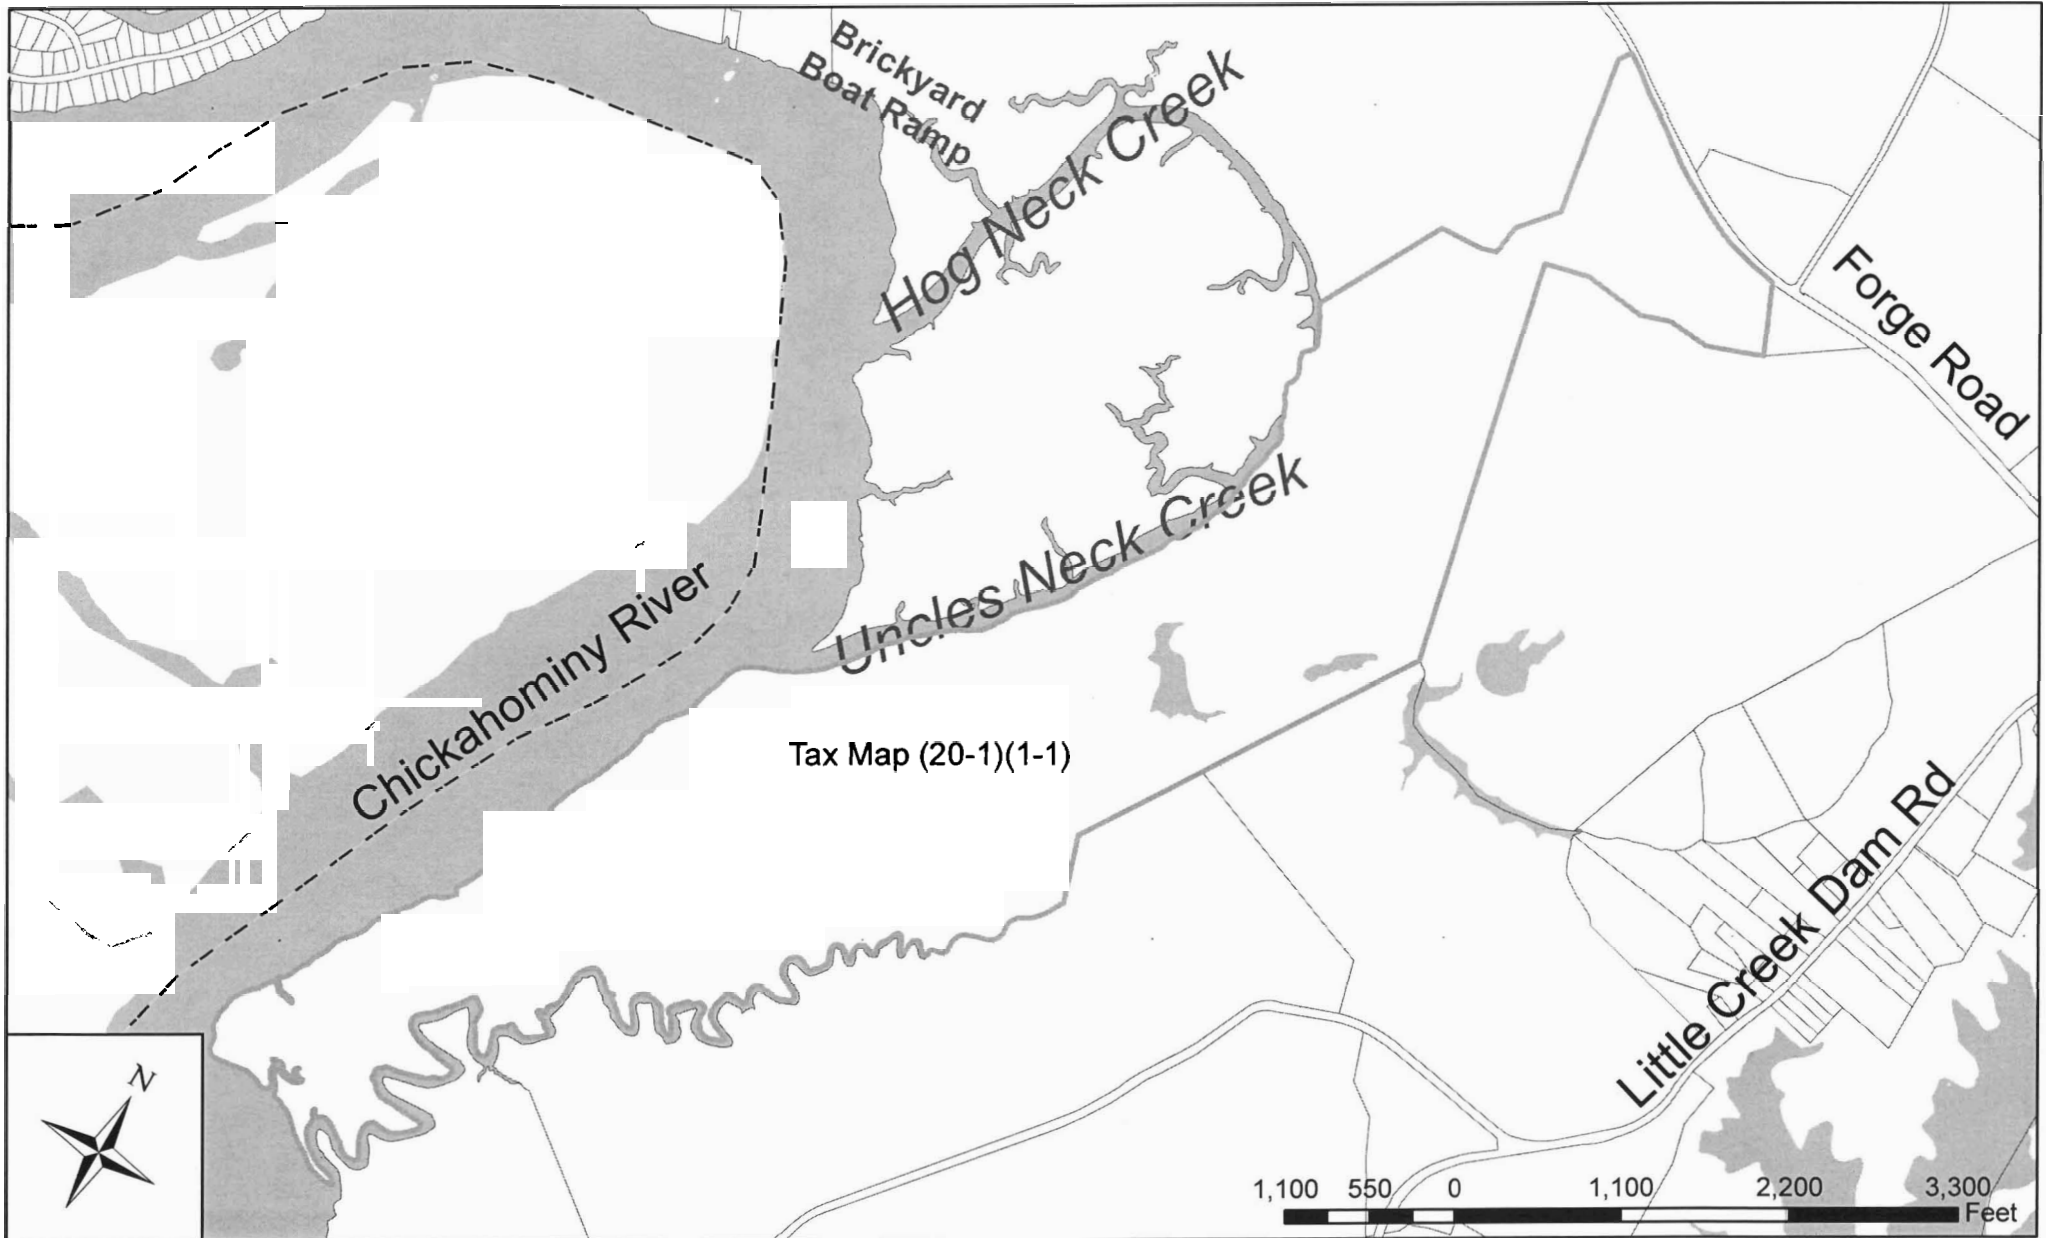 Brickyard
Boat Ramp
Hog Neck Creek
Forge Road
Uncles Neck Creek
Chickahominy River
Tax Map (20-1)(1-1)
Little Creek Dam Rd
N
1,100 550 0 1,100 2,200 3,300
Feet